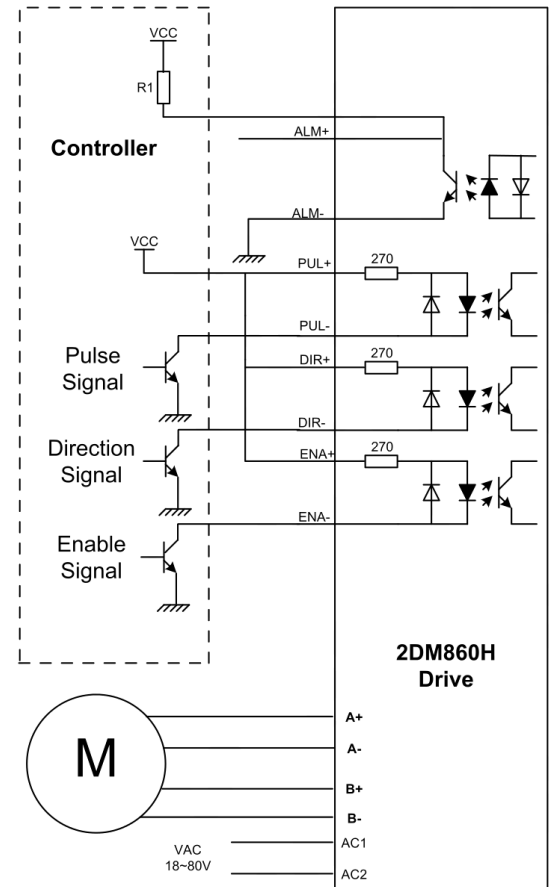 VCC
R1
Controller
ALM+
ALM-
VCC
PUL+
270
PUL-
Pulse
Signal
DIR+
270
DIR-
Direction
Signal
ENA+
270
ENA-
Enable
Signal
2DM860H
Drive
M
A+
A-
B+
B-
VAC
18~80V
AC1
AC2